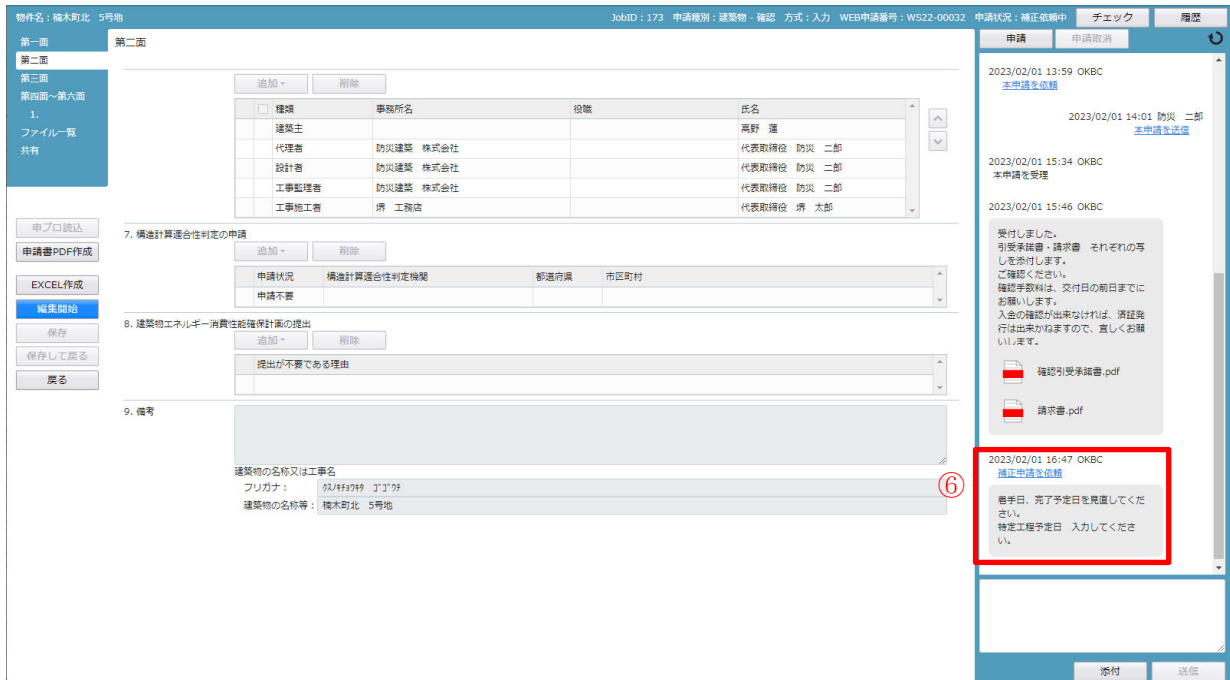 物件名：楠木町北　5号地
JobID：173　申請種別：建築物 - 確認　方式：入力　WEB申請番号：WS22-00032　申請状況：補正依頼中
チェック
履歴
第一面
第二面
第三面
第四面～第六面
1.
ファイル一覧
共有
申プロ読込
申請書PDF作成
EXCEL作成
編集開始
保存
保存して戻る
戻る
第二面
追加
削除
種類　事務所名　役職　氏名
建築主　高野　蓮
代理者　防災建築　株式会社　代表取締役　防災　二郎
設計者　防災建築　株式会社　代表取締役　防災　二郎
工事監理者　防災建築　株式会社　代表取締役　防災　二郎
工事施工者　堺　工務店　代表取締役　堺　太郎
7. 構造計算適合性判定の申請
追加
削除
申請状況　構造計算適合性判定機関　都道府県　市区町村
申請不要
8. 建築物エネルギー消費性能確保計画の提出
追加
削除
提出が不要である理由
9. 備考
建築物の名称又は工事名
フリガナ：　ｸｽﾉｷﾁｮｳｷﾀ　ｺﾞｺﾞｳﾁ
建築物の名称等：　楠木町北　5号地
申請
申請取消
2023/02/01 13:59 OKBC
本申請を依頼
2023/02/01 14:01 防災　二郎
本申請を送信
2023/02/01 15:34 OKBC
本申請を受理
2023/02/01 15:46 OKBC
受付しました。
引受承諾書・請求書　それぞれの写
しを添付します。
ご確認ください。
確認手数料は、交付日の前日までに
お願いします。
入金の確認が出来なければ、済証発
行は出来かねますので、宜しくお願
いします。
確認引受承諾書.pdf
請求書.pdf
⑥
2023/02/01 16:47 OKBC
補正申請を依頼
着手日、完了予定日を見直してくだ
さい。
特定工程予定日　入力してくださ
い。
添付
送信